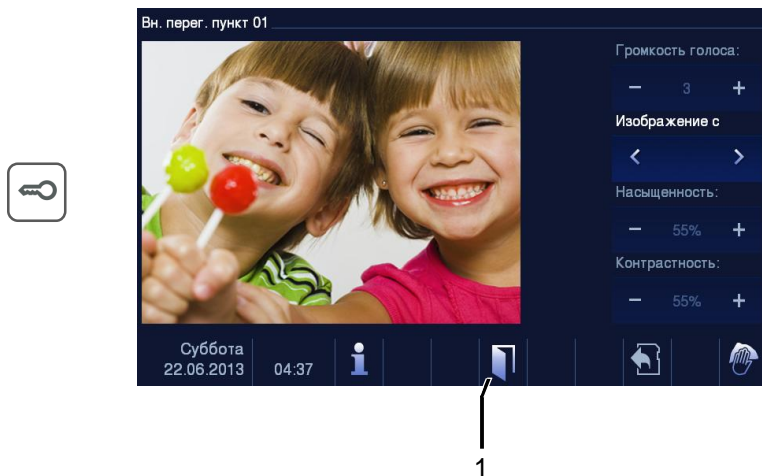 Вн. перег. пункт 01
Громкость голоса:
− 3 +
Изображение с
< >
Насыщенность:
− 55% +
Контрастность:
− 55% +
Суббота
22.06.2013 04:37
1